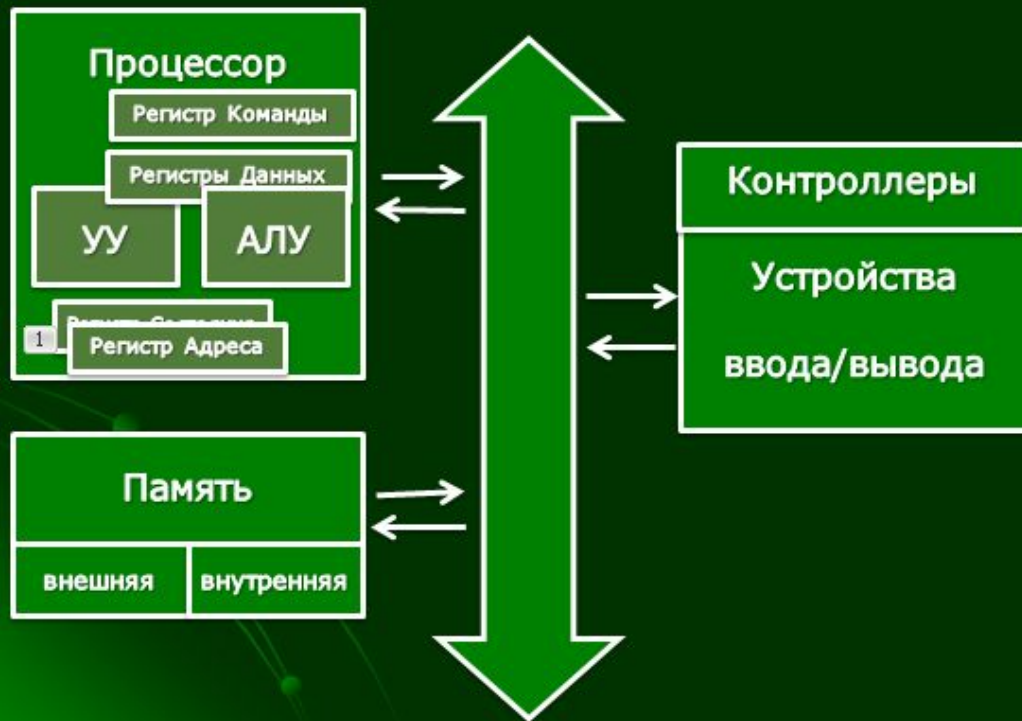 Процессор
Регистр Команды
Регистры Данных
УУ
АЛУ
1
Регистр Адреса
Контроллеры
Устройства
ввода/вывода
Память
внешняя
внутренняя